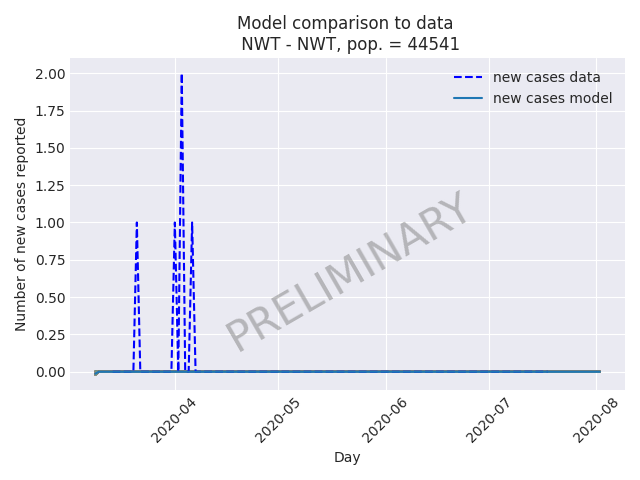 Model comparison to data
NWT - NWT, pop. = 44541
new cases data
new cases model
Number of new cases reported
2.00
1.75
1.50
1.25
1.00
0.75
0.50
0.25
0.00
PRELIMINARY
2020-04
2020-05
2020-06
2020-07
2020-08
Day